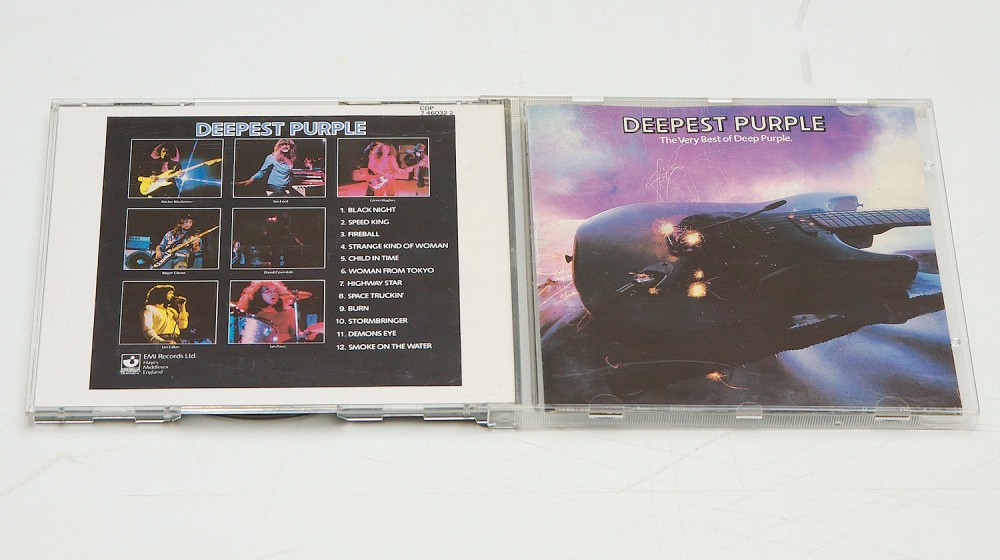 CDP
7 46032 2
DEEPEST PURPLE
Ritchie Blackmore
Jon Lord
Glenn Hughes
Roger Glover
David Coverdale
Ian Gillan
Ian Paice
1. BLACK NIGHT
2. SPEED KING
3. FIREBALL
4. STRANGE KIND OF WOMAN
5. CHILD IN TIME
6. WOMAN FROM TOKYO
7. HIGHWAY STAR
8. SPACE TRUCKIN'
9. BURN
10. STORMBRINGER
11. DEMONS EYE
12. SMOKE ON THE WATER
EMI Records Ltd
Hayes
Middlesex
England
DEEPEST PURPLE
The Very Best of Deep Purple.